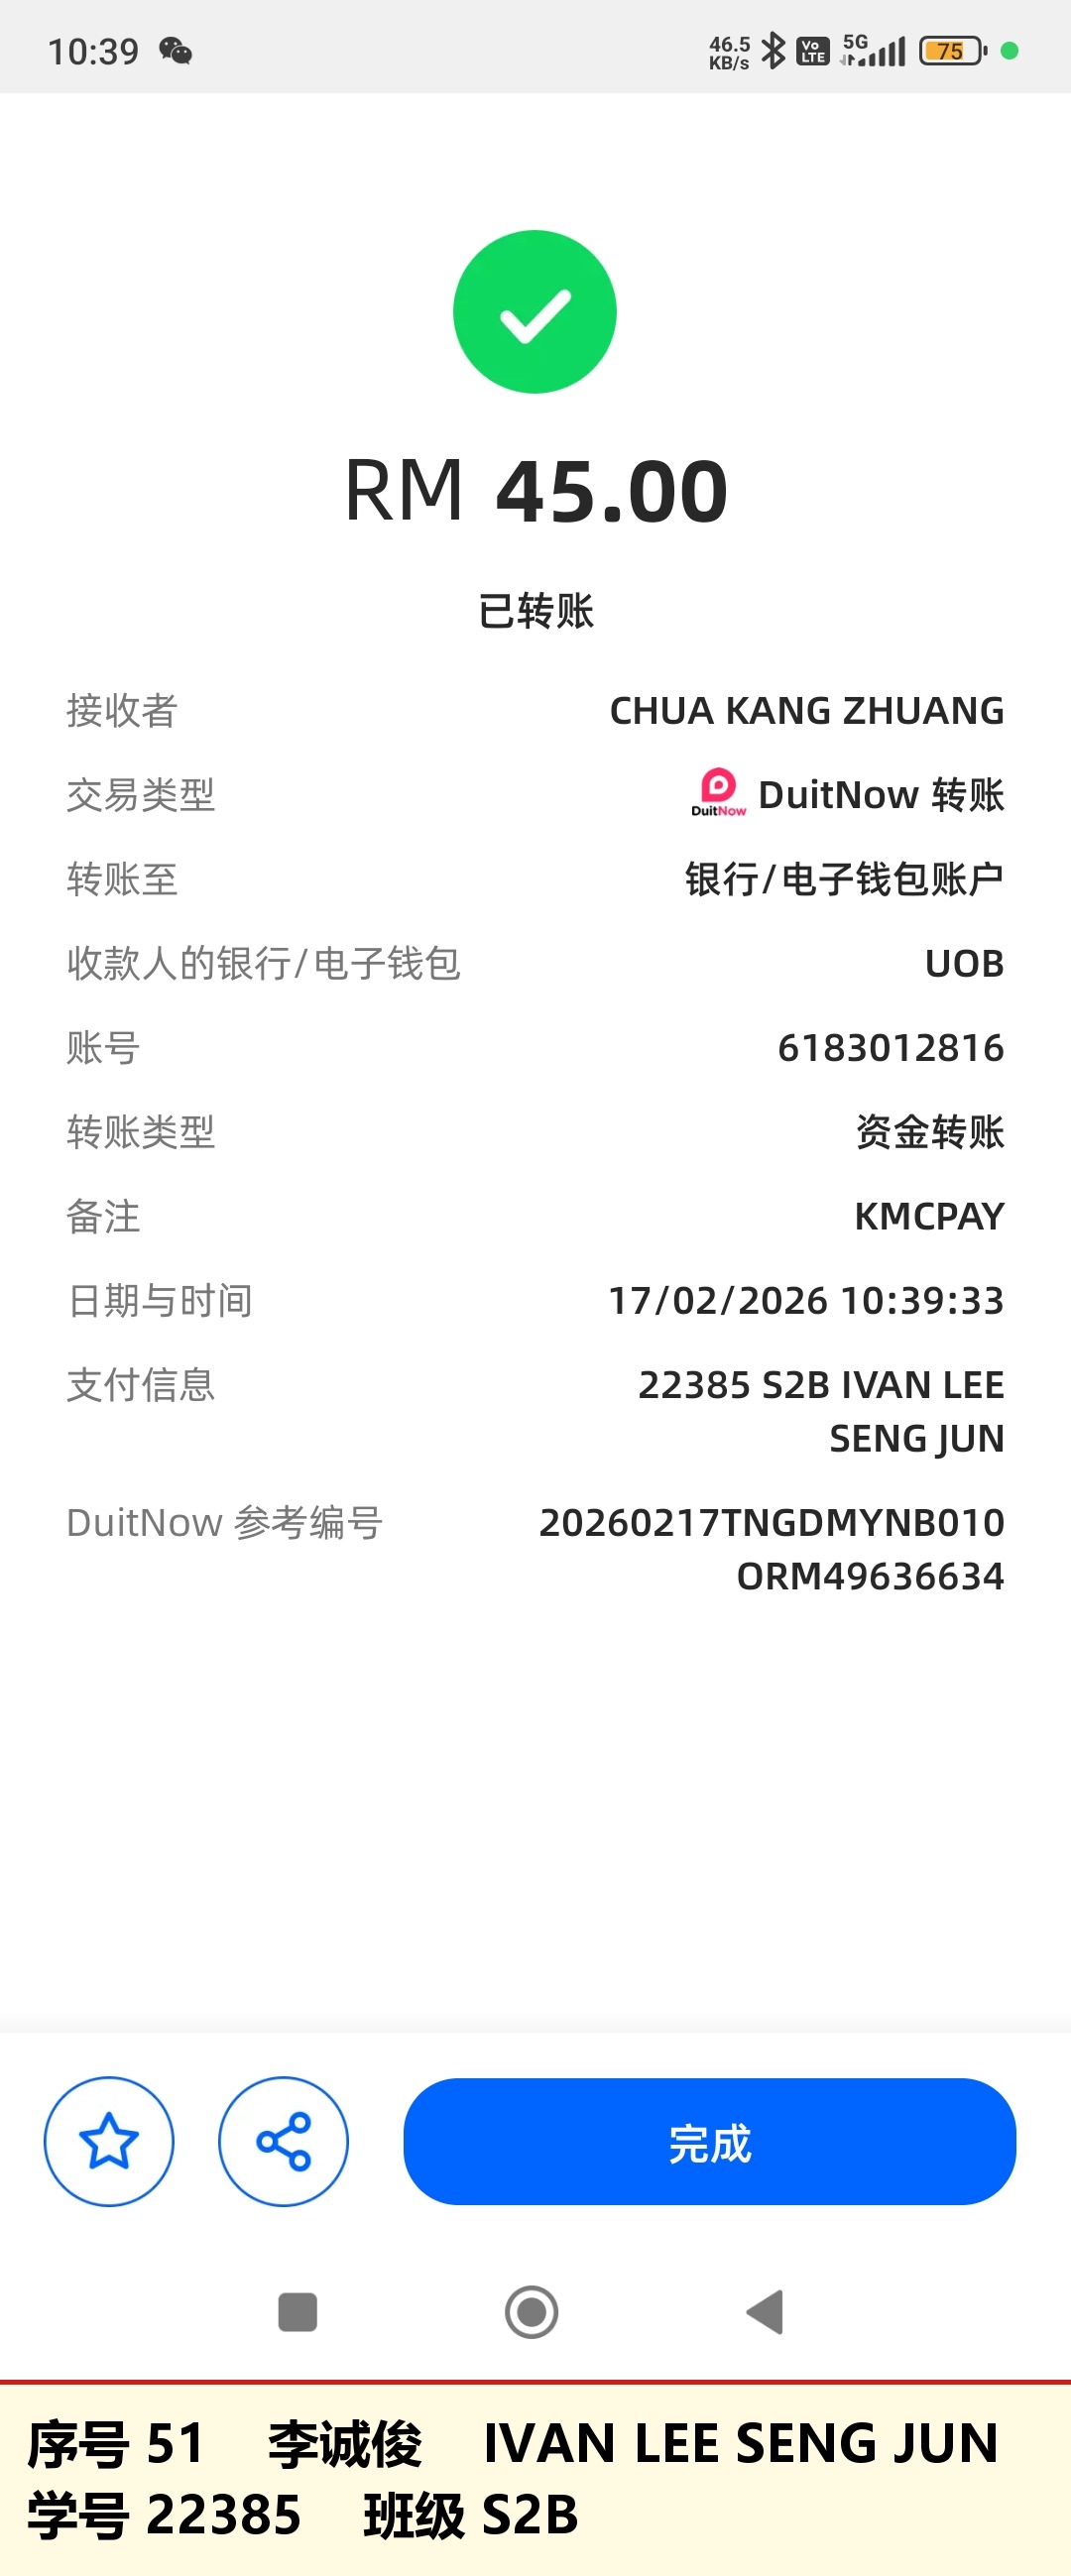 10:39
46.5
KB/s
Vo
LTE
5G
75
RM 45.00
已转账
接收者 CHUA KANG ZHUANG
交易类型 DuitNow DuitNow 转账
转账至 银行/电子钱包账户
收款人的银行/电子钱包 UOB
账号 6183012816
转账类型 资金转账
备注 KMCPAY
日期与时间 17/02/2026 10:39:33
支付信息 22385 S2B IVAN LEE
SENG JUN
DuitNow 参考编号 20260217TNGDMYNB010
ORM49636634
完成
序号 51 李诚俊 IVAN LEE SENG JUN
学号 22385 班级 S2B